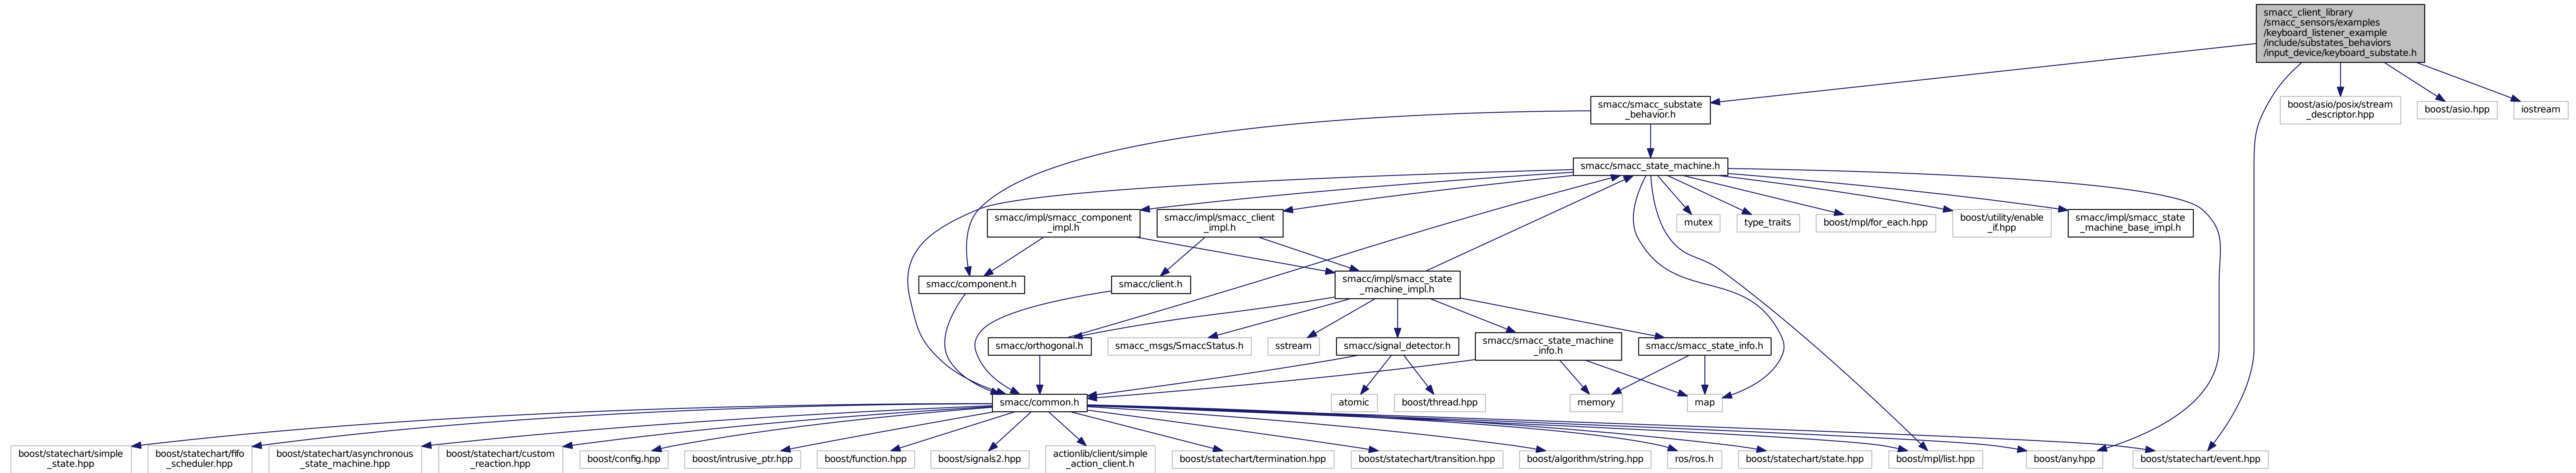 smacc_client_library
/smacc_sensors/examples
/keyboard_listener_example
/include/substates_behaviors
/input_device/keyboard_substate.h
smacc/smacc_substate
_behavior.h
boost/asio/posix/stream
_descriptor.hpp
boost/asio.hpp
iostream
smacc/smacc_state_machine.h
smacc/impl/smacc_component
_impl.h
smacc/impl/smacc_client
_impl.h
mutex
type_traits
boost/mpl/for_each.hpp
boost/utility/enable
_if.hpp
smacc/impl/smacc_state
_machine_base_impl.h
smacc/component.h
smacc/client.h
smacc/impl/smacc_state
_machine_impl.h
smacc/orthogonal.h
smacc_msgs/SmaccStatus.h
sstream
smacc/signal_detector.h
smacc/smacc_state_machine
_info.h
smacc/smacc_state_info.h
smacc/common.h
atomic
boost/thread.hpp
memory
map
boost/statechart/simple
_state.hpp
boost/statechart/fifo
_scheduler.hpp
boost/statechart/asynchronous
_state_machine.hpp
boost/statechart/custom
_reaction.hpp
boost/config.hpp
boost/intrusive_ptr.hpp
boost/function.hpp
boost/signals2.hpp
actionlib/client/simple
_action_client.h
boost/statechart/termination.hpp
boost/statechart/transition.hpp
boost/algorithm/string.hpp
ros/ros.h
boost/statechart/state.hpp
boost/mpl/list.hpp
boost/any.hpp
boost/statechart/event.hpp